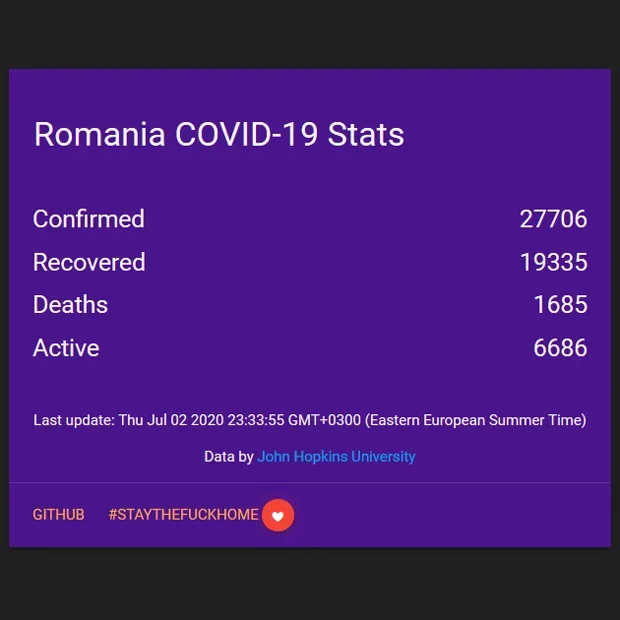 Romania COVID-19 Stats
Confirmed 27706
Recovered 19335
Deaths 1685
Active 6686
Last update: Thu Jul 02 2020 23:33:55 GMT+0300 (Eastern European Summer Time)
Data by John Hopkins University
GITHUB #STAYTHEFUCKHOME